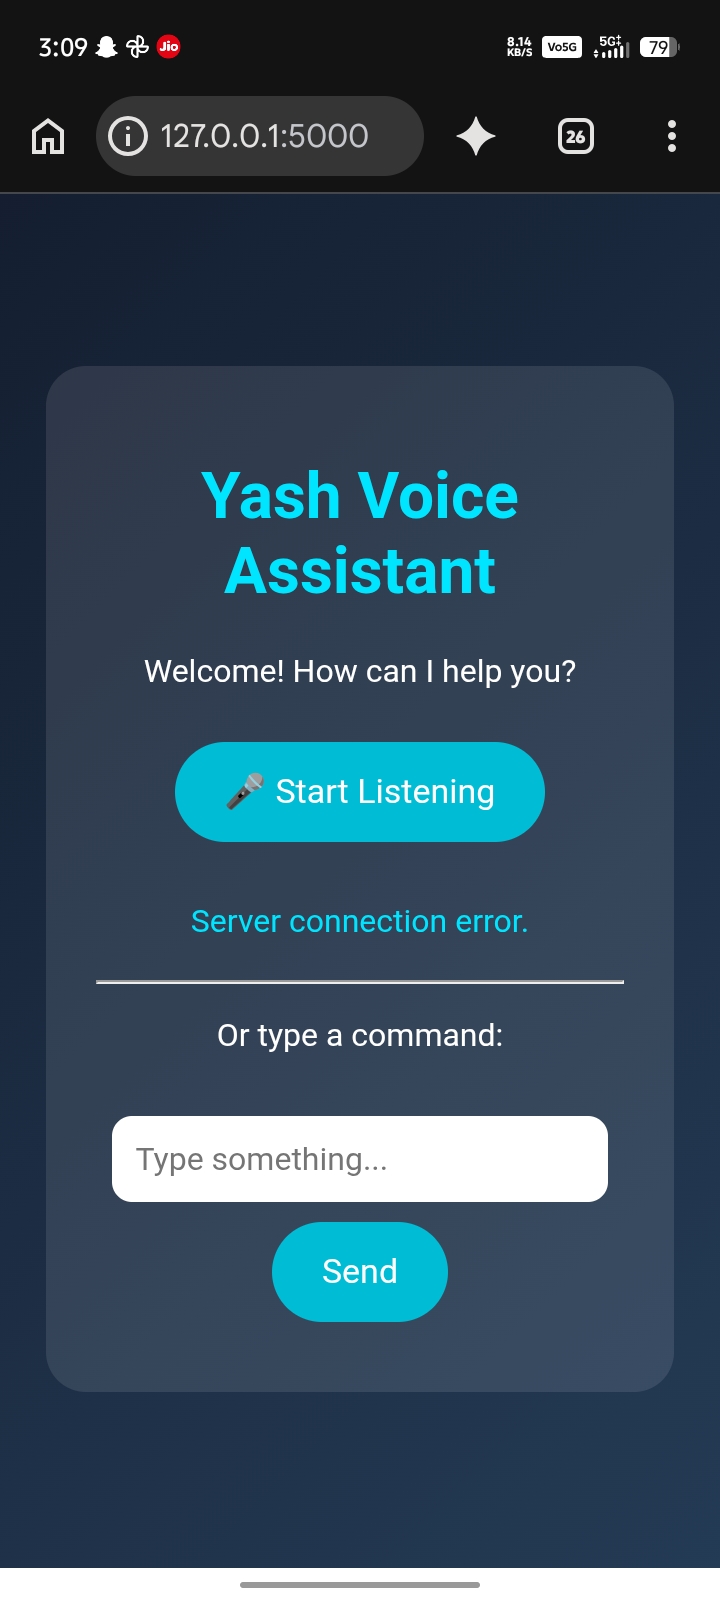 3:09 Jio 8.14 KB/S Vo5G 5G‡ 79
127.0.0.1:5000 26
Yash Voice
Assistant
Welcome! How can I help you?
🎤 Start Listening
Server connection error.
Or type a command:
Type something...
Send